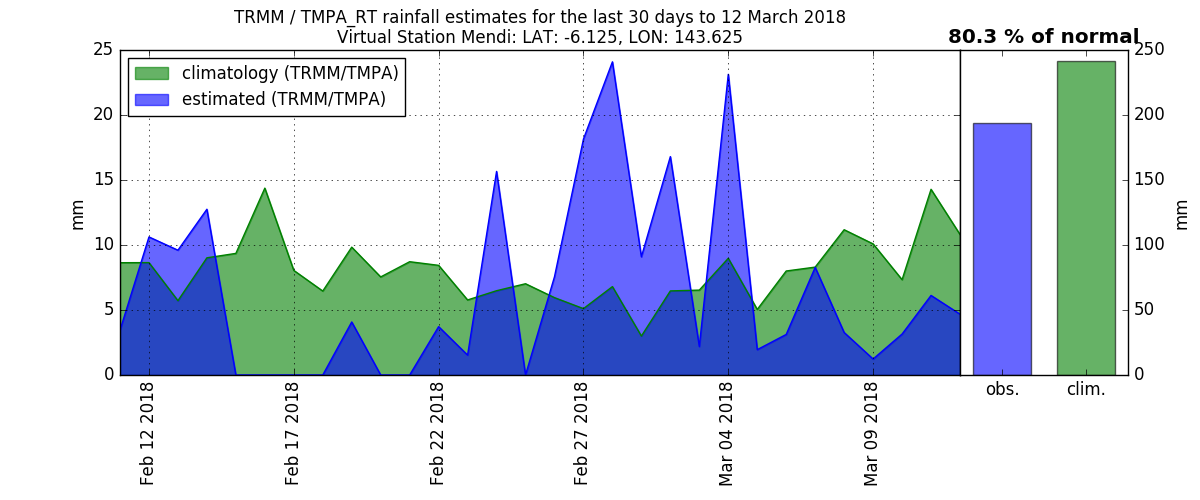 TRMM / TMPA_RT rainfall estimates for the last 30 days to 12 March 2018
Virtual Station Mendi: LAT: -6.125, LON: 143.625
80.3 % of normal
climatology (TRMM/TMPA)
estimated (TRMM/TMPA)
25
20
15
10
5
0
mm
Feb 12 2018
Feb 17 2018
Feb 22 2018
Feb 27 2018
Mar 04 2018
Mar 09 2018
250
200
150
100
50
0
mm
obs.
clim.